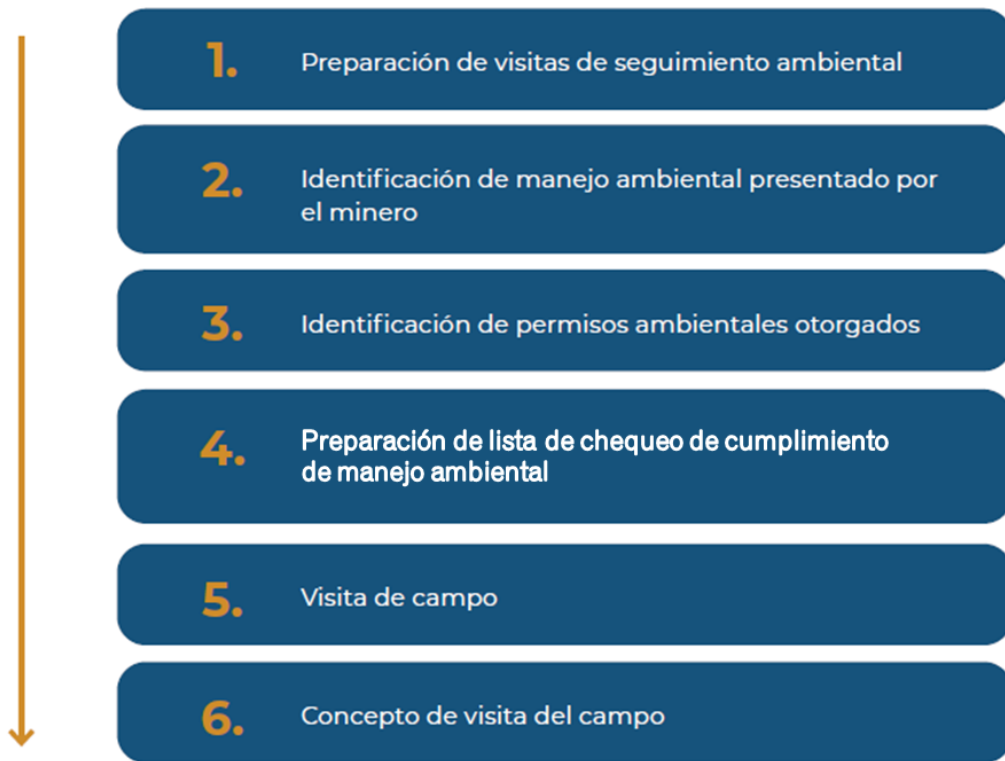 1. Preparación de visitas de seguimiento ambiental
2. Identificación de manejo ambiental presentado por
el minero
3. Identificación de permisos ambientales otorgados
4. Preparación de lista de chequeo de cumplimiento
de manejo ambiental
5. Visita de campo
6. Concepto de visita del campo